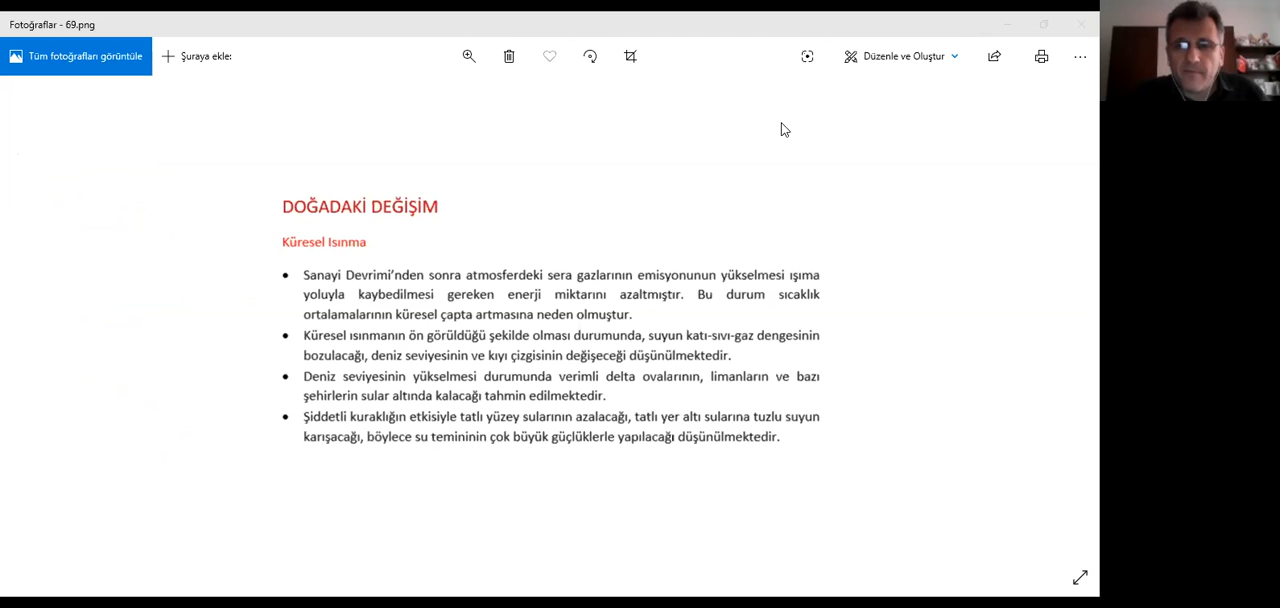 Fotoğraflar - 69.png
Tüm fotoğrafları görüntüle
Şuraya ekle:
Düzenle ve Oluştur
DOĞADAKİ DEĞİŞİM
Küresel Isınma
• Sanayi Devrimi'nden sonra atmosferdeki sera gazlarının emisyonunun yükselmesi ışıma
yoluyla kaybedilmesi gereken enerji miktarını azaltmıştır. Bu durum sıcaklık
ortalamalarının küresel çapta artmasına neden olmuştur.
• Küresel ısınmanın ön görüldüğü şekilde olması durumunda, suyun katı-sıvı-gaz dengesinin
bozulacağı, deniz seviyesinin ve kıyı çizgisinin değişeceği düşünülmektedir.
• Deniz seviyesinin yükselmesi durumunda verimli delta ovalarının, limanların ve bazı
şehirlerin sular altında kalacağı tahmin edilmektedir.
• Şiddetli kuraklığın etkisiyle tatlı yüzey sularının azalacağı, tatlı yer altı sularına tuzlu suyun
karışacağı, böylece su temininin çok büyük güçlüklerle yapılacağı düşünülmektedir.